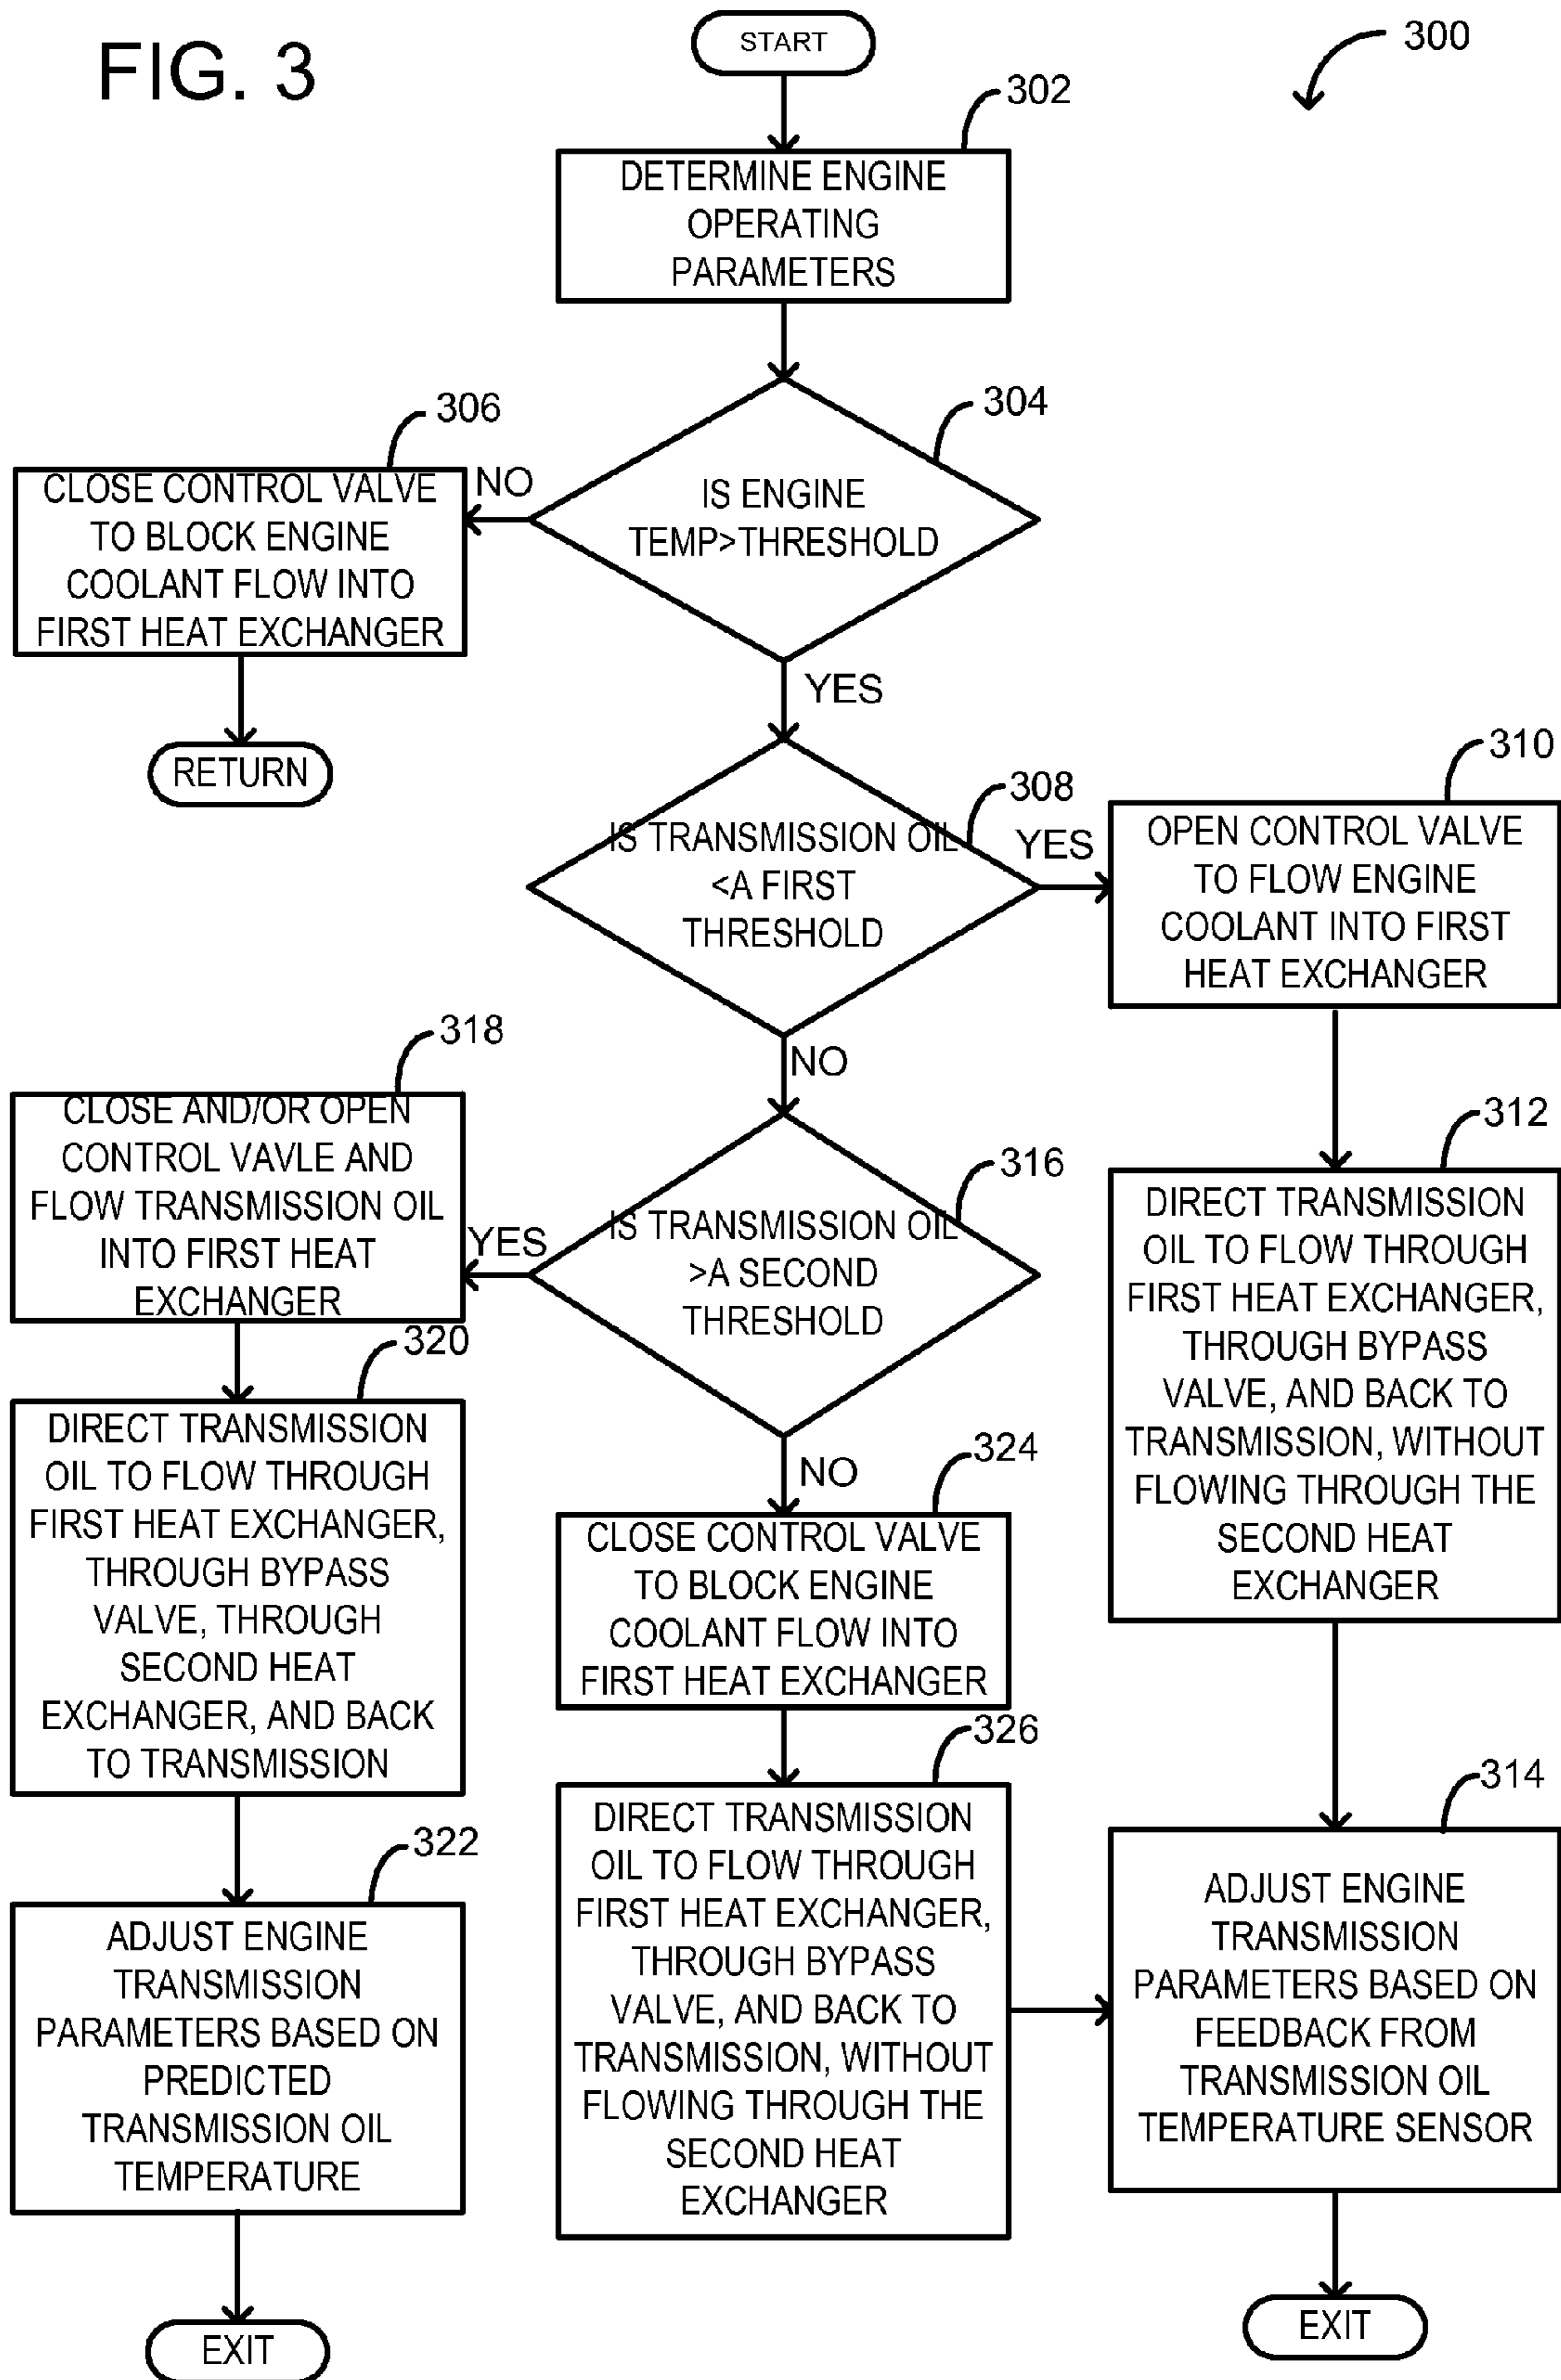 FIG. 3
START
300
302
DETERMINE ENGINE
OPERATING
PARAMETERS
304
IS ENGINE
TEMP>THRESHOLD
NO
306
CLOSE CONTROL VALVE
TO BLOCK ENGINE
COOLANT FLOW INTO
FIRST HEAT EXCHANGER
RETURN
YES
308
IS TRANSMISSION OIL
<A FIRST
THRESHOLD
YES
310
OPEN CONTROL VALVE
TO FLOW ENGINE
COOLANT INTO FIRST
HEAT EXCHANGER
312
DIRECT TRANSMISSION
OIL TO FLOW THROUGH
FIRST HEAT EXCHANGER,
THROUGH BYPASS
VALVE, AND BACK TO
TRANSMISSION, WITHOUT
FLOWING THROUGH THE
SECOND HEAT
EXCHANGER
314
ADJUST ENGINE
TRANSMISSION
PARAMETERS BASED ON
FEEDBACK FROM
TRANSMISSION OIL
TEMPERATURE SENSOR
EXIT
NO
316
IS TRANSMISSION OIL
>A SECOND
THRESHOLD
YES
318
CLOSE AND/OR OPEN
CONTROL VAVLE AND
FLOW TRANSMISSION OIL
INTO FIRST HEAT
EXCHANGER
320
DIRECT TRANSMISSION
OIL TO FLOW THROUGH
FIRST HEAT EXCHANGER,
THROUGH BYPASS
VALVE, THROUGH
SECOND HEAT
EXCHANGER, AND BACK
TO TRANSMISSION
322
ADJUST ENGINE
TRANSMISSION
PARAMETERS BASED ON
PREDICTED
TRANSMISSION OIL
TEMPERATURE
EXIT
NO
324
CLOSE CONTROL VALVE
TO BLOCK ENGINE
COOLANT FLOW INTO
FIRST HEAT EXCHANGER
326
DIRECT TRANSMISSION
OIL TO FLOW THROUGH
FIRST HEAT EXCHANGER,
THROUGH BYPASS
VALVE, AND BACK TO
TRANSMISSION, WITHOUT
FLOWING THROUGH THE
SECOND HEAT
EXCHANGER